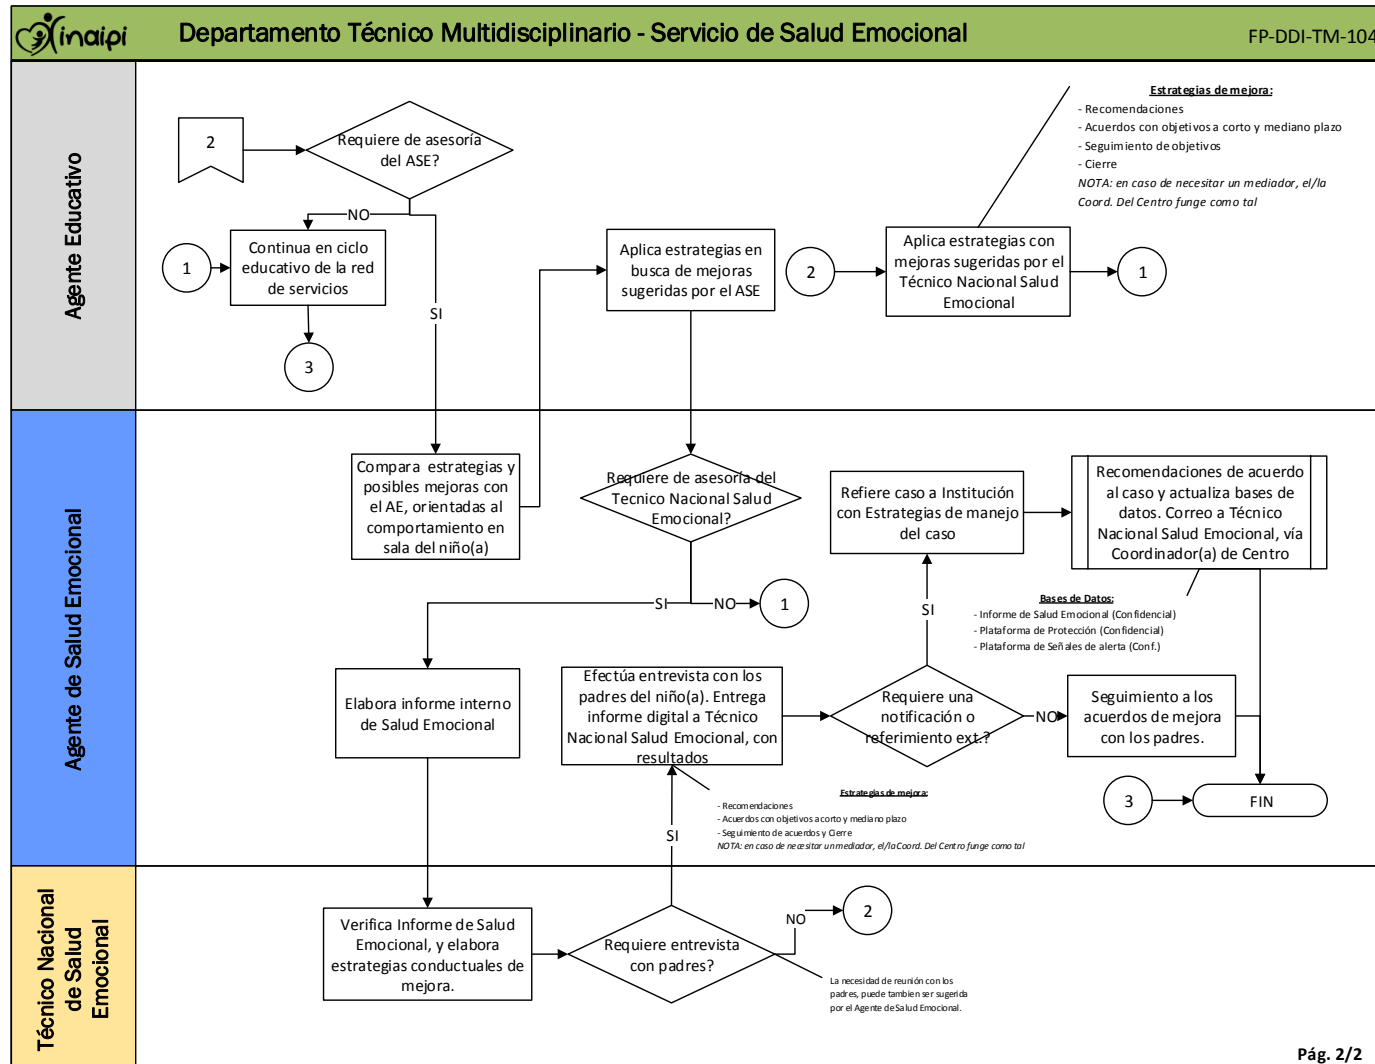 inaipi
Departamento Técnico Multidisciplinario - Servicio de Salud Emocional
FP-DDI-TM-104
Agente Educativo
2
Requiere de asesoría
del ASE?
NO
SI
1
Continua en ciclo
educativo de la red
de servicios
3
Aplica estrategias en
busca de mejoras
sugeridas por el ASE
2
Aplica estrategias con
mejoras sugeridas por el
Técnico Nacional Salud
Emocional
1
Estrategias de mejora:
- Recomendaciones
- Acuerdos con objetivos a corto y mediano plazo
- Seguimiento de objetivos
- Cierre
NOTA: en caso de necesitar un mediador, el/la
Coord. Del Centro funge como tal
Agente de Salud Emocional
Compara estrategias y
posibles mejoras con
el AE, orientadas al
comportamiento en
sala del niño(a)
Requiere de asesoría del
Tecnico Nacional Salud
Emocional?
SI
NO
1
Elabora informe interno
de Salud Emocional
Efectúa entrevista con los
padres del niño(a). Entrega
informe digital a Técnico
Nacional Salud Emocional, con
resultados
Estrategias de mejora:
- Recomendaciones
- Acuerdos con objetivos a corto y mediano plazo
- Seguimiento de acuerdos y Cierre
NOTA: en caso de necesitar un mediador, el/la Coord. Del Centro funge como tal
Requiere una
notificación o
referimiento ext.?
SI
NO
Refiere caso a Institución
con Estrategias de manejo
del caso
Recomendaciones de acuerdo
al caso y actualiza bases de
datos. Correo a Técnico
Nacional Salud Emocional, vía
Coordinador(a) de Centro
Bases de Datos:
- Informe de Salud Emocional (Confidencial)
- Plataforma de Protección (Confidencial)
- Plataforma de Señales de alerta (Conf.)
Seguimiento a los
acuerdos de mejora
con los padres.
3
FIN
Técnico Nacional
de Salud
Emocional
Verifica Informe de Salud
Emocional, y elabora
estrategias conductuales de
mejora.
Requiere entrevista
con padres?
SI
NO
2
La necesidad de reunión con los
padres, puede tambien ser sugerida
por el Agente de Salud Emocional.
Pág. 2/2